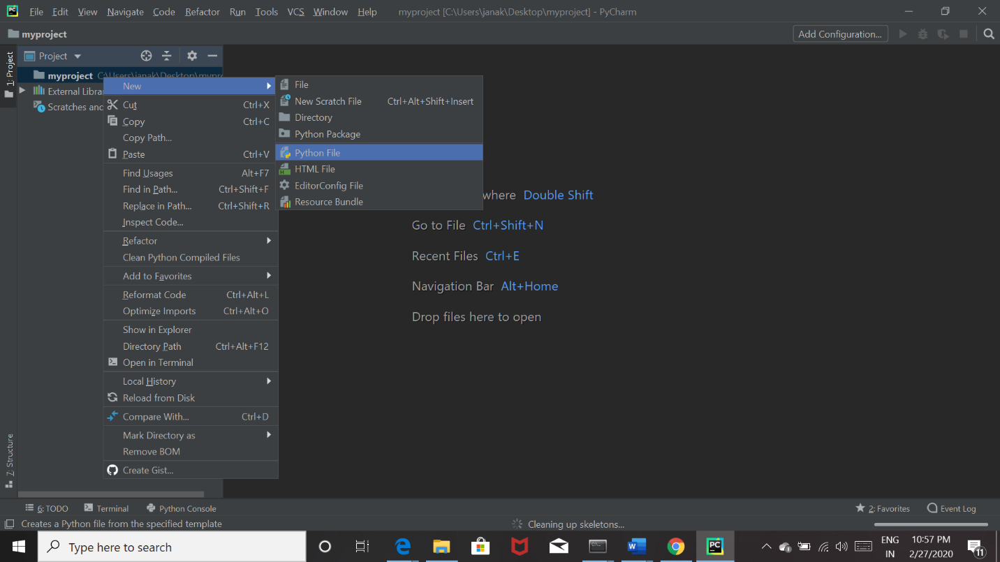 PC File Edit View Navigate Code Refactor Run Tools VCS Window Help myproject [C:\Users\janak\Desktop\myproject] - PyCharm
myproject Add Configuration...
1: Project
Project
myproject C:\Users\janak\Desktop\mypr
External Libra
Scratches and
New
Cut Ctrl+X
Copy Ctrl+C
Copy Path...
Paste Ctrl+V
Find Usages Alt+F7
Find in Path... Ctrl+Shift+F
Replace in Path... Ctrl+Shift+R
Inspect Code...
Refactor
Clean Python Compiled Files
Add to Favorites
Reformat Code Ctrl+Alt+L
Optimize Imports Ctrl+Alt+O
Show in Explorer
Directory Path Ctrl+Alt+F12
Open in Terminal
Local History
Reload from Disk
Compare With... Ctrl+D
Mark Directory as
Remove BOM
Create Gist...
File
New Scratch File Ctrl+Alt+Shift+Insert
Directory
Python Package
Python File
HTML File
EditorConfig File
Resource Bundle
where Double Shift
Go to File Ctrl+Shift+N
Recent Files Ctrl+E
Navigation Bar Alt+Home
Drop files here to open
7: Structure
6: TODO Terminal Python Console 2: Favorites Event Log
Creates a Python file from the specified template Cleaning up skeletons...
Type here to search
PC
ENG
IN
10:57 PM
2/27/2020
11